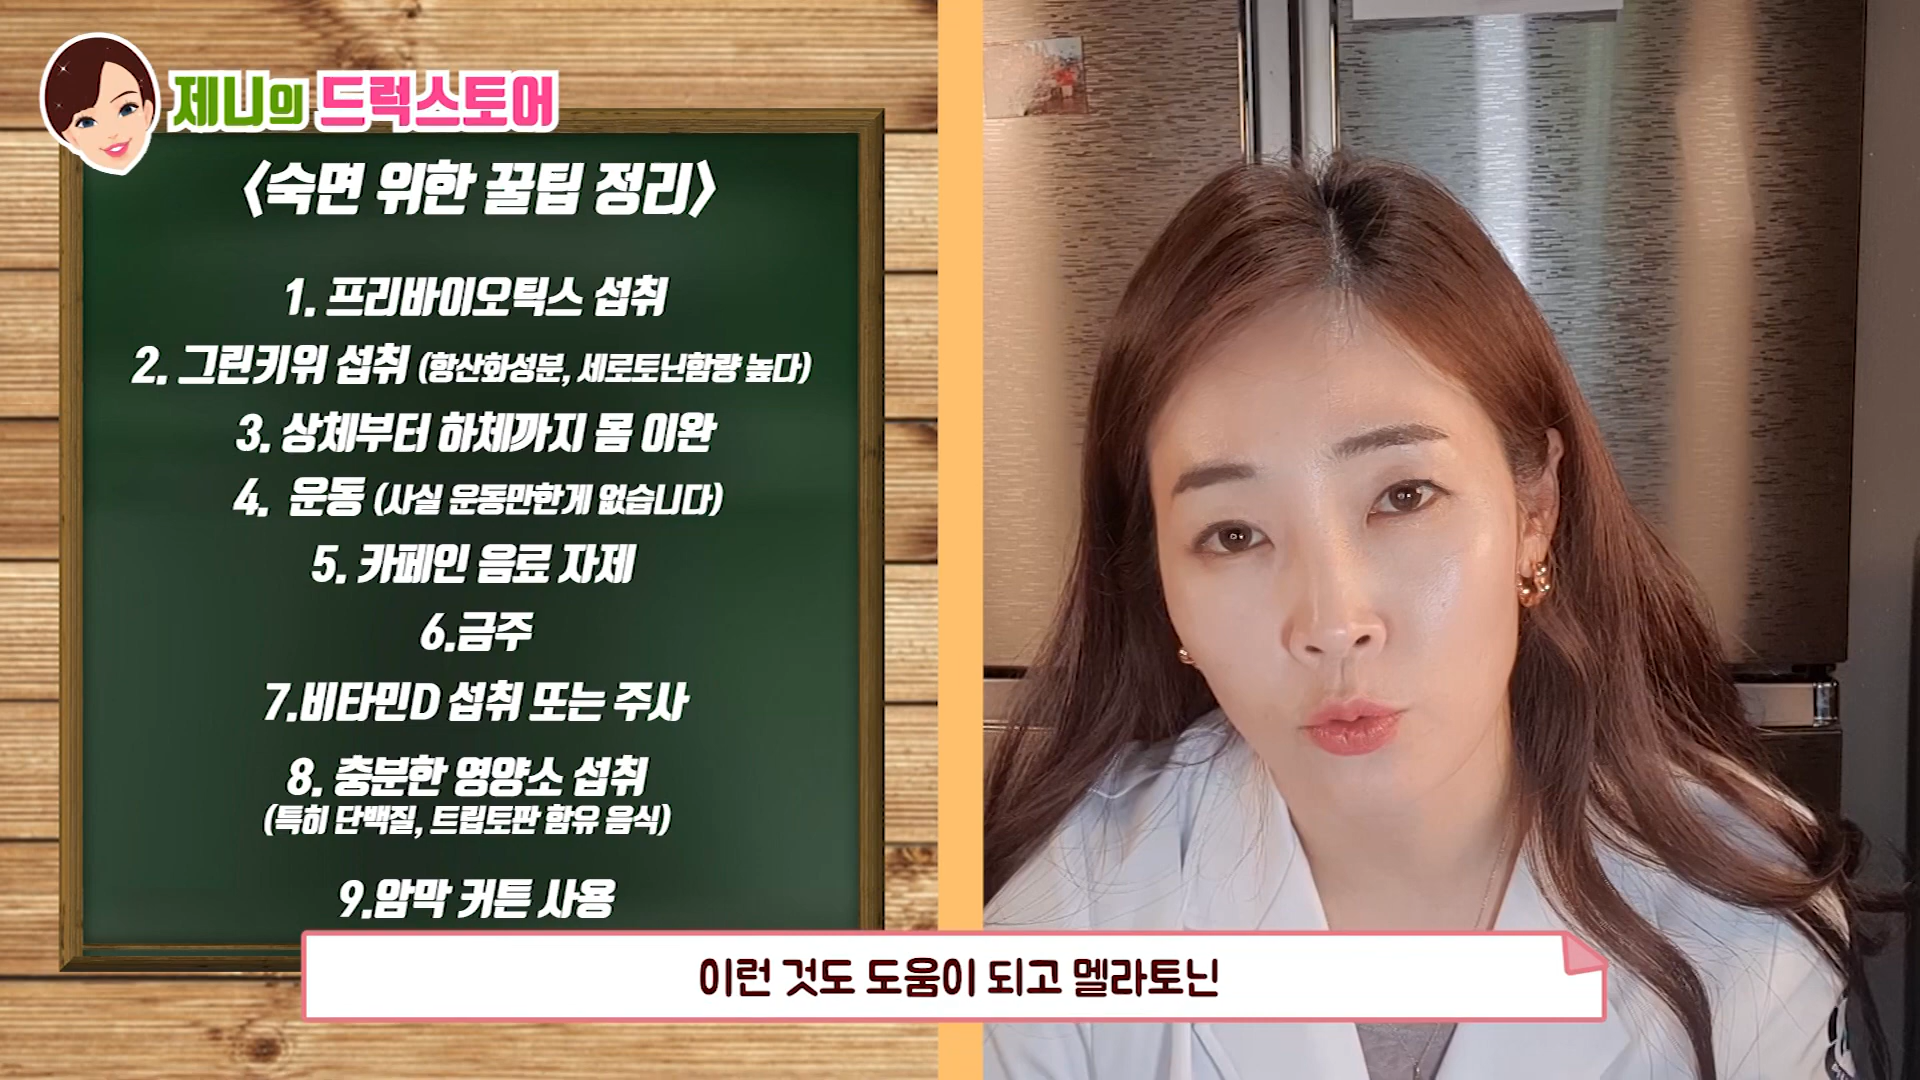 제니의 드럭스토어
<숙면 위한 꿀팁 정리>
1. 프리바이오틱스 섭취
2. 그린키위 섭취 (항산화성분, 세로토닌함량 높다)
3. 상체부터 하체까지 몸 이완
4. 운동 (사실 운동만한게 없습니다)
5. 카페인 음료 자제
6.금주
7.비타민D 섭취 또는 주사
8. 충분한 영양소 섭취
(특히 단백질, 트립토판 함유 음식)
9.암막 커튼 사용
이런 것도 도움이 되고 멜라토닌